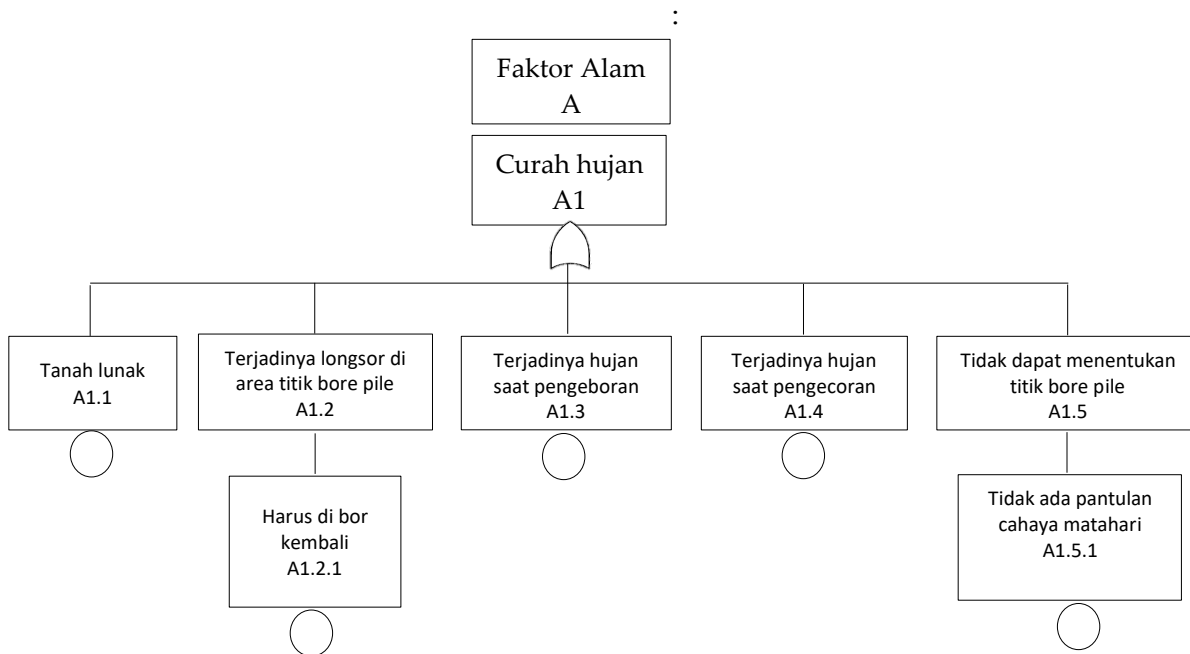 :
Faktor Alam
A
Curah hujan
A1
Tanah lunak
A1.1
Terjadinya longsor di
area titik bore pile
A1.2
Terjadinya hujan
saat pengeboran
A1.3
Terjadinya hujan
saat pengecoran
A1.4
Tidak dapat menentukan
titik bore pile
A1.5
Harus di bor
kembali
A1.2.1
Tidak ada pantulan
cahaya matahari
A1.5.1